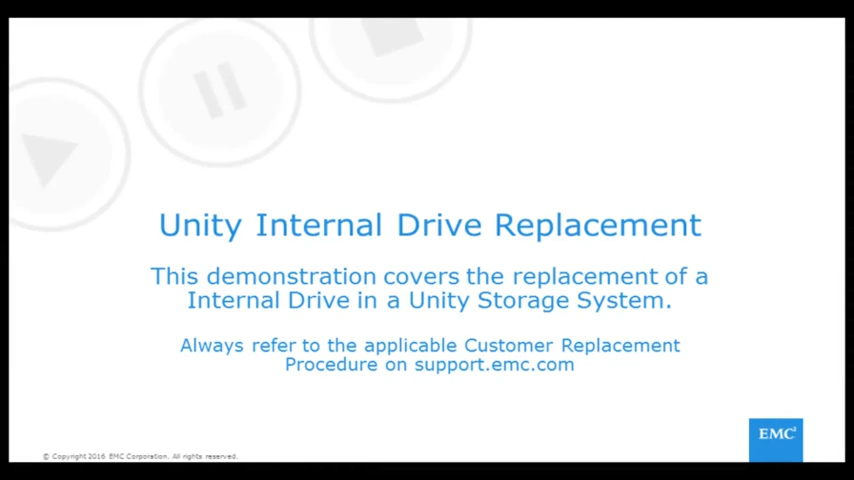 Unity Internal Drive Replacement
This demonstration covers the replacement of a
Internal Drive in a Unity Storage System.
Always refer to the applicable Customer Replacement
Procedure on support.emc.com
EMC²
© Copyright 2016 EMC Corporation. All rights reserved.